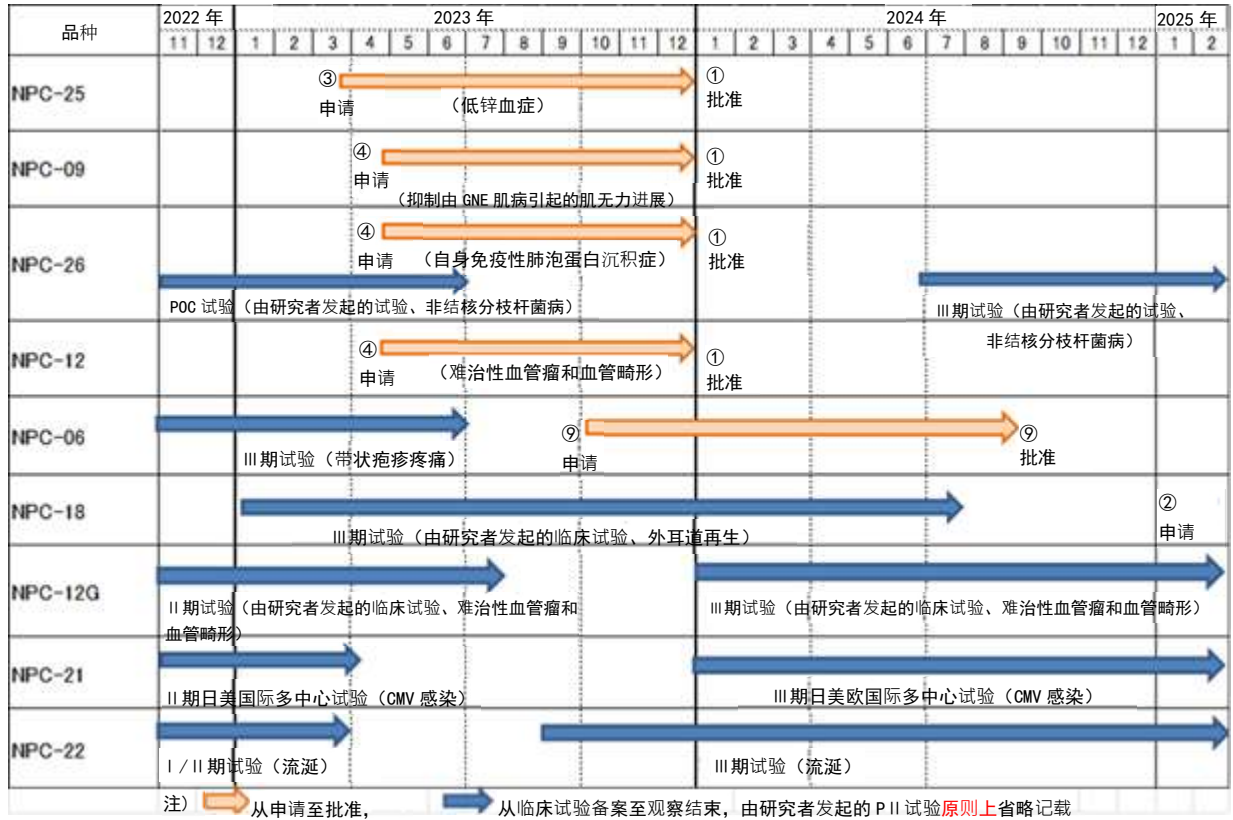 品种
2022 年
2023 年
2024 年
2025 年
11 12 1 2 3 4 5 6 7 8 9 10 11 12 1 2 3 4 5 6 7 8 9 10 11 12 1 2
NPC-25
③
申请
（低锌血症）
①
批准
NPC-09
④
申请
（抑制由 GNE 肌病引起的肌无力进展）
①
批准
NPC-26
④
申请
（自身免疫性肺泡蛋白沉积症）
①
批准
POC 试验（由研究者发起的试验、非结核分枝杆菌病）
Ⅲ期试验（由研究者发起的试验、
非结核分枝杆菌病）
NPC-12
④
申请
（难治性血管瘤和血管畸形）
①
批准
NPC-06
Ⅲ期试验（带状疱疹疼痛）
⑨
申请
⑨
批准
NPC-18
Ⅲ期试验（由研究者发起的临床试验、外耳道再生）
②
申请
NPC-12G
Ⅱ期试验（由研究者发起的临床试验、难治性血管瘤和
血管畸形）
Ⅲ期试验（由研究者发起的临床试验、难治性血管瘤和血管畸形）
NPC-21
Ⅱ期日美国际多中心试验（CMV 感染）
Ⅲ期日美欧国际多中心试验（CMV 感染）
NPC-22
Ⅰ/Ⅱ期试验（流涎）
Ⅲ期试验（流涎）
注） 从申请至批准， 从临床试验备案至观察结束，由研究者发起的 PⅡ试验原则上省略记载